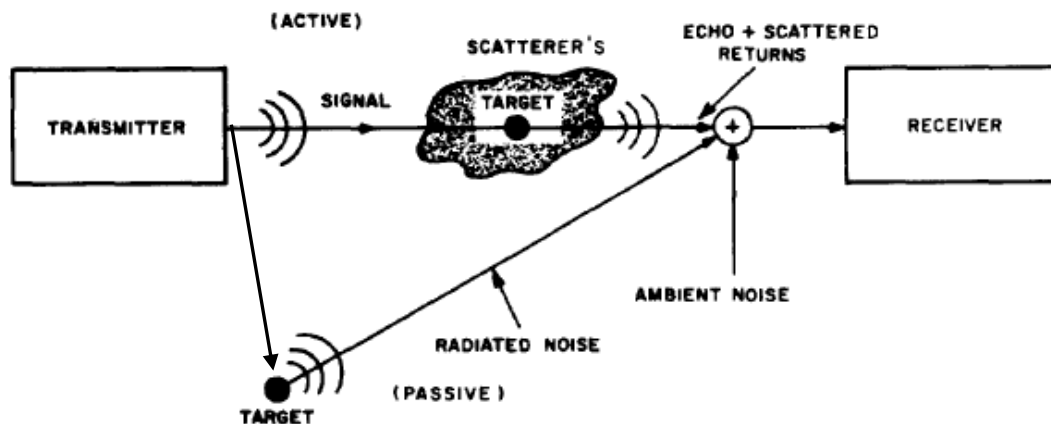 (ACTIVE)
ECHO + SCATTERED
RETURNS
SCATTERER'S
TARGET
SIGNAL
TRANSMITTER
+
RECEIVER
AMBIENT NOISE
RADIATED NOISE
(PASSIVE)
TARGET